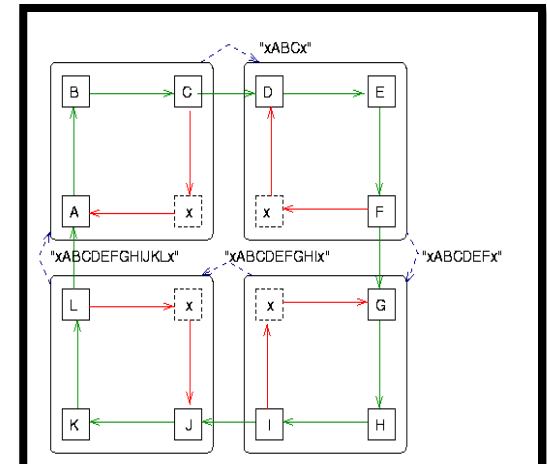 "xABCx"
B C D E
A x x F
"xABCDEFGHIJKLx" "xABCDEFGHIx" "xABCDEFx"
L x x G
K J I H